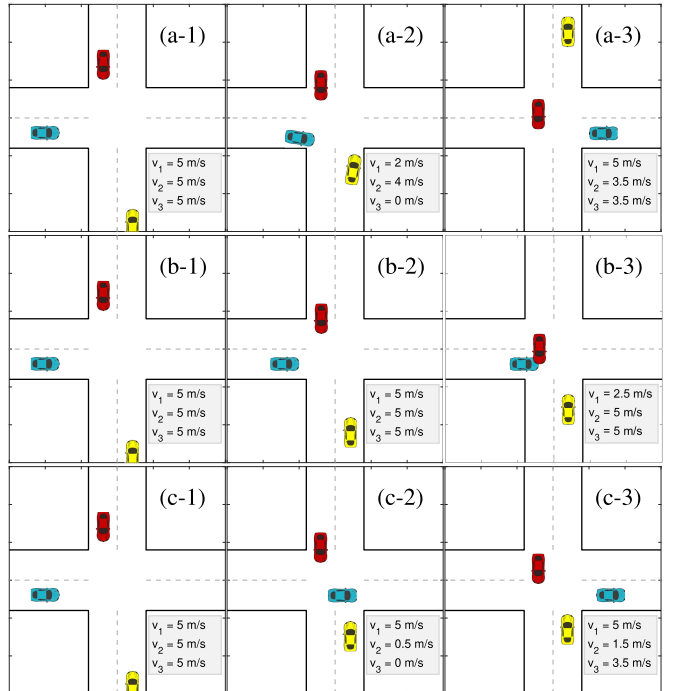 (a-1)
v1 = 5 m/s
v2 = 5 m/s
v3 = 5 m/s
(a-2)
v1 = 2 m/s
v2 = 4 m/s
v3 = 0 m/s
(a-3)
v1 = 5 m/s
v2 = 3.5 m/s
v3 = 3.5 m/s
(b-1)
v1 = 5 m/s
v2 = 5 m/s
v3 = 5 m/s
(b-2)
v1 = 5 m/s
v2 = 5 m/s
v3 = 5 m/s
(b-3)
v1 = 2.5 m/s
v2 = 5 m/s
v3 = 5 m/s
(c-1)
v1 = 5 m/s
v2 = 5 m/s
v3 = 5 m/s
(c-2)
v1 = 5 m/s
v2 = 0.5 m/s
v3 = 0 m/s
(c-3)
v1 = 5 m/s
v2 = 1.5 m/s
v3 = 3.5 m/s